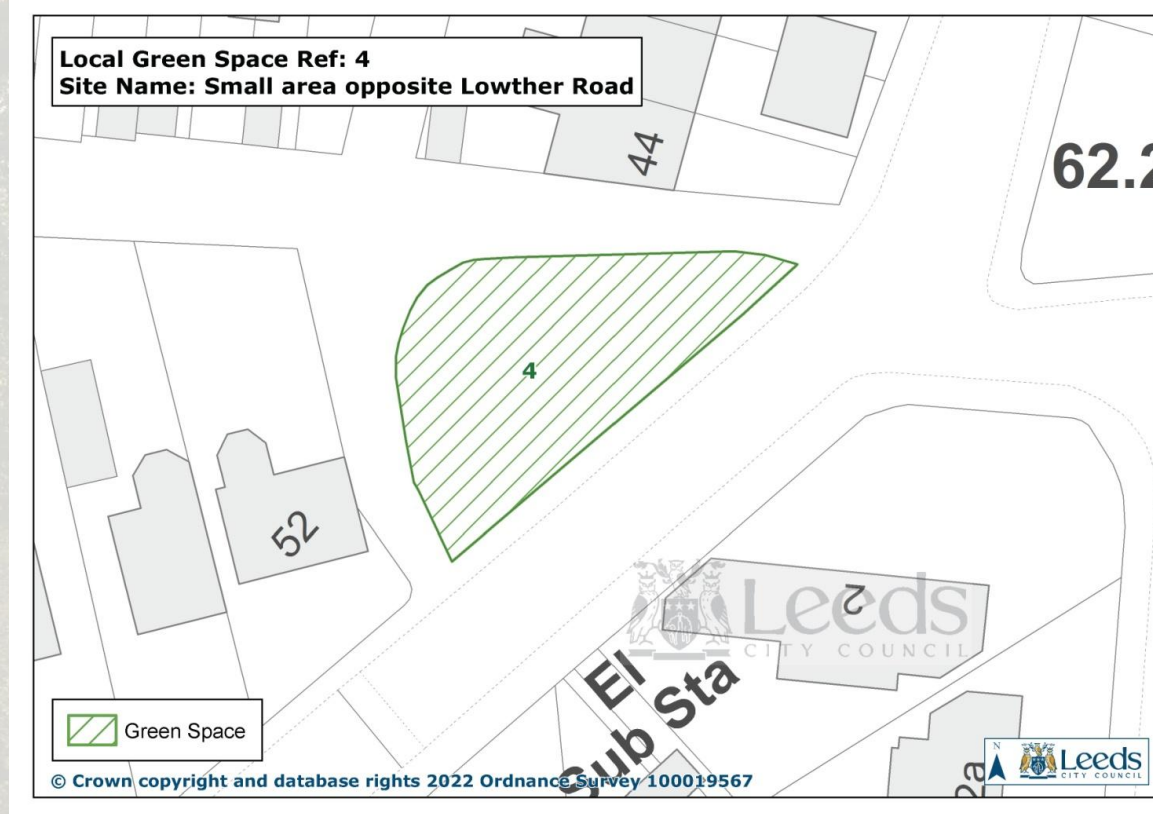 Local Green Space Ref: 4
Site Name: Small area opposite Lowther Road
44
62.2
4
52
2
Leeds
CITY COUNCIL
El
Sub Sta
2a
Green Space
N
Leeds
CITY COUNCIL
© Crown copyright and database rights 2022 Ordnance Survey 100019567